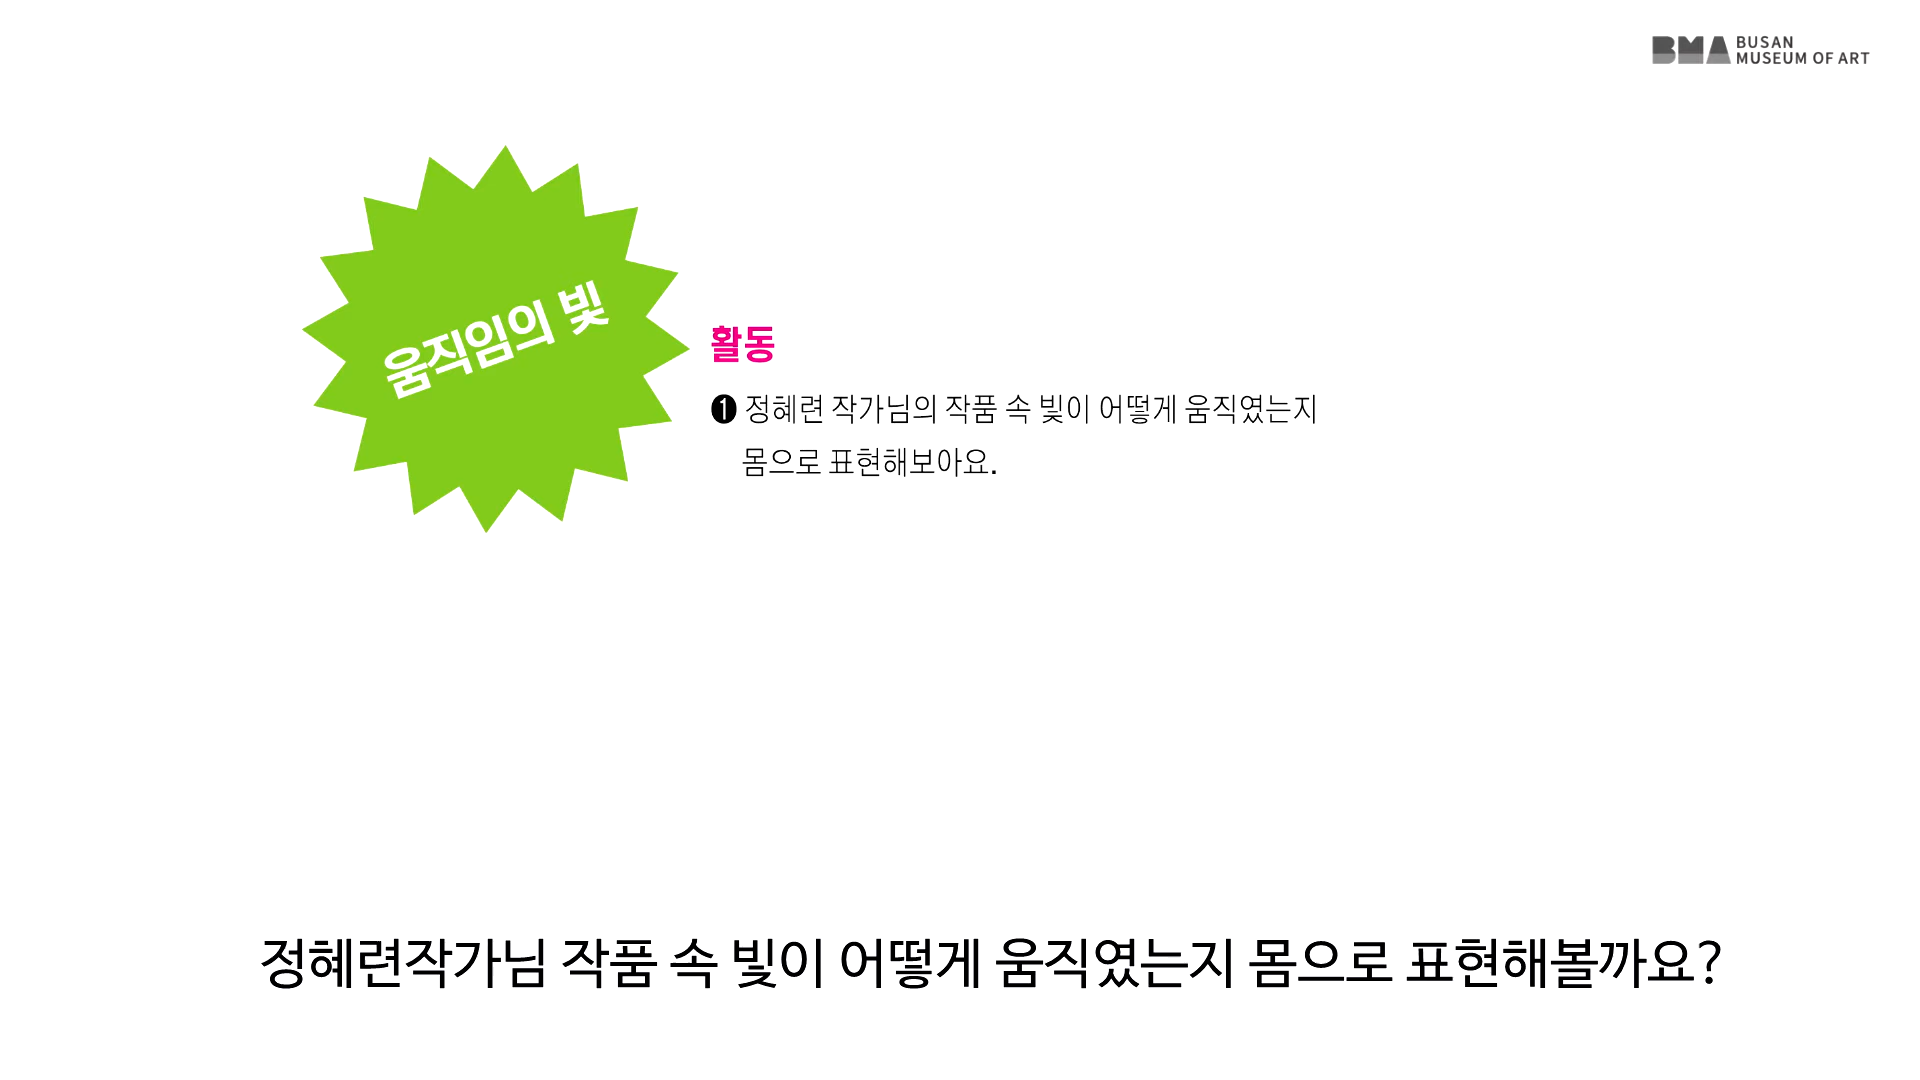 BMA BUSAN
MUSEUM OF ART
움직임의 빛
활동
❶ 정혜련 작가님의 작품 속 빛이 어떻게 움직였는지
몸으로 표현해보아요.
정혜련작가님 작품 속 빛이 어떻게 움직였는지 몸으로 표현해볼까요?